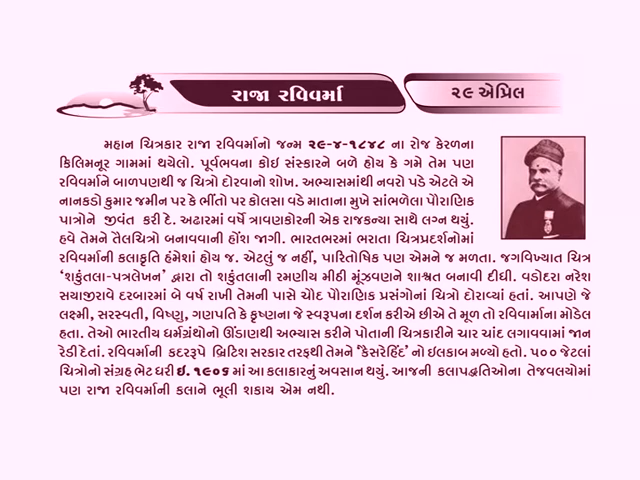 રાજા રવિવર્મા
૨૯ એપ્રિલ
મહાન ચિત્રકાર રાજા રવિવર્માનો જન્મ ૨૯-૪-૧૮૪૮ ના રોજ કેરળના
કિલિમનૂર ગામમાં થયેલો. પૂર્વભવના કોઇ સંસ્કારને બળે હોય કે ગમે તેમ પણ
રવિવર્માને બાળપણથી જ ચિત્રો દોરવાનો શોખ. અભ્યાસમાંથી નવરો પડે એટલે એ
નાનકડો કુમાર જમીન પર કે ભીંતો પર કોલસા વડે માતાના મુખે સાંભળેલા પૌરાણિક
પાત્રોને જીવંત કરી દે. અઢારમાં વર્ષે ત્રાવણકોરની એક રાજકન્યા સાથે લગ્ન થયું.
હવે તેમને તૈલચિત્રો બનાવવાની હોંશ જાગી. ભારતભરમાં ભરાતા ચિત્રપ્રદર્શનોમાં
રવિવર્માની કલાકૃતિ હંમેશાં હોય જ. એટલું જ નહીં, પારિતોષિક પણ એમને જ મળતા. જગવિખ્યાત ચિત્ર
‘શકુંતલા-પત્રલેખન’ દ્વારા તો શકુંતલાની રમણીય મીઠી મૂંઝવણને શાશ્વત બનાવી દીધી. વડોદરા નરેશ
સયાજીરાવે દરબારમાં બે વર્ષ રાખી તેમની પાસે ચૌદ પૌરાણિક પ્રસંગોનાં ચિત્રો દોરાવ્યાં હતાં. આપણે જે
લક્ષ્મી, સરસ્વતી, વિષ્ણુ, ગણપતિ કે કૃષ્ણના જે સ્વરૂપના દર્શન કરીએ છીએ તે મૂળ તો રવિવાર્માના મોડેલ
હતા. તેઓ ભારતીય ધર્મગ્રંથોનો ઊંડાણથી અભ્યાસ કરીને પોતાની ચિત્રકારીને ચાર ચાંદ લગાવવામાં જાન
રેડી દેતાં. રવિવર્માની કદરરૂપે બ્રિટિશ સરકાર તરફથી તેમને ‘કેસરેહિંદ’ નો ઇલકાબ મળ્યો હતો. ૫૦૦ જેટલાં
ચિત્રોનો સંગ્રહ ભેટ ધરી ઇ. ૧૯૦૬ માં આ કલાકારનું અવસાન થયું. આજની કલાપદ્ધતિઓના તેજવલયોમાં
પણ રાજા રવિવર્માની કલાને ભૂલી શકાય એમ નથી.